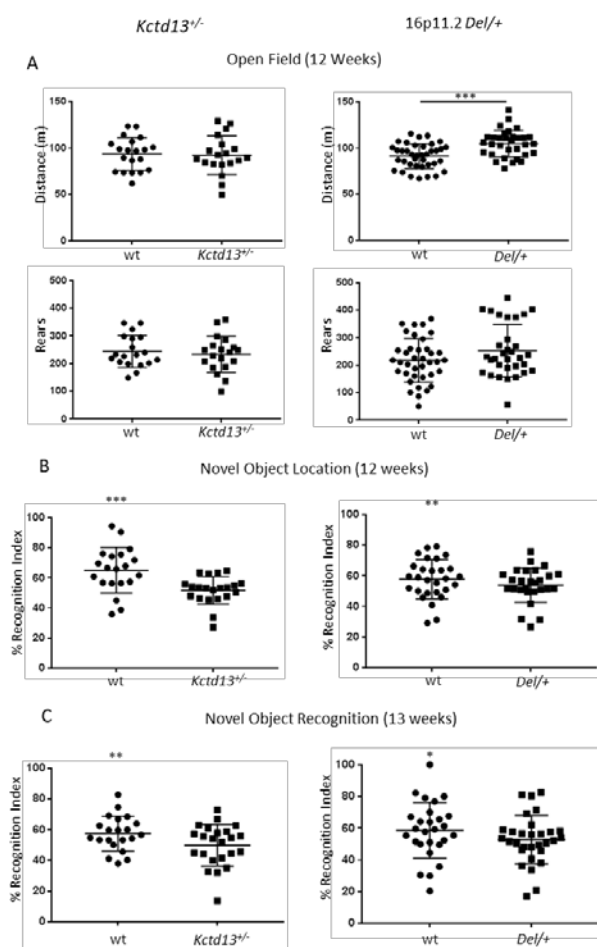 Kctd13+/- 16p11.2 Del/+
A Open Field (12 Weeks)
***
Distance (m)
150
100
50
0
wt Kctd13+/-
Distance (m)
150
100
50
0
wt Del/+
Rears
500
400
300
200
100
0
wt Kctd13+/-
Rears
500
400
300
200
100
0
wt Del/+
B Novel Object Location (12 weeks)
***
% Recognition Index
100
80
60
40
20
0
wt Kctd13+/-
**
% Recognition Index
100
80
60
40
20
0
wt Del/+
C Novel Object Recognition (13 weeks)
**
% Recognition Index
100
80
60
40
20
0
wt Kctd13+/-
*
% Recognition Index
100
80
60
40
20
0
wt Del/+